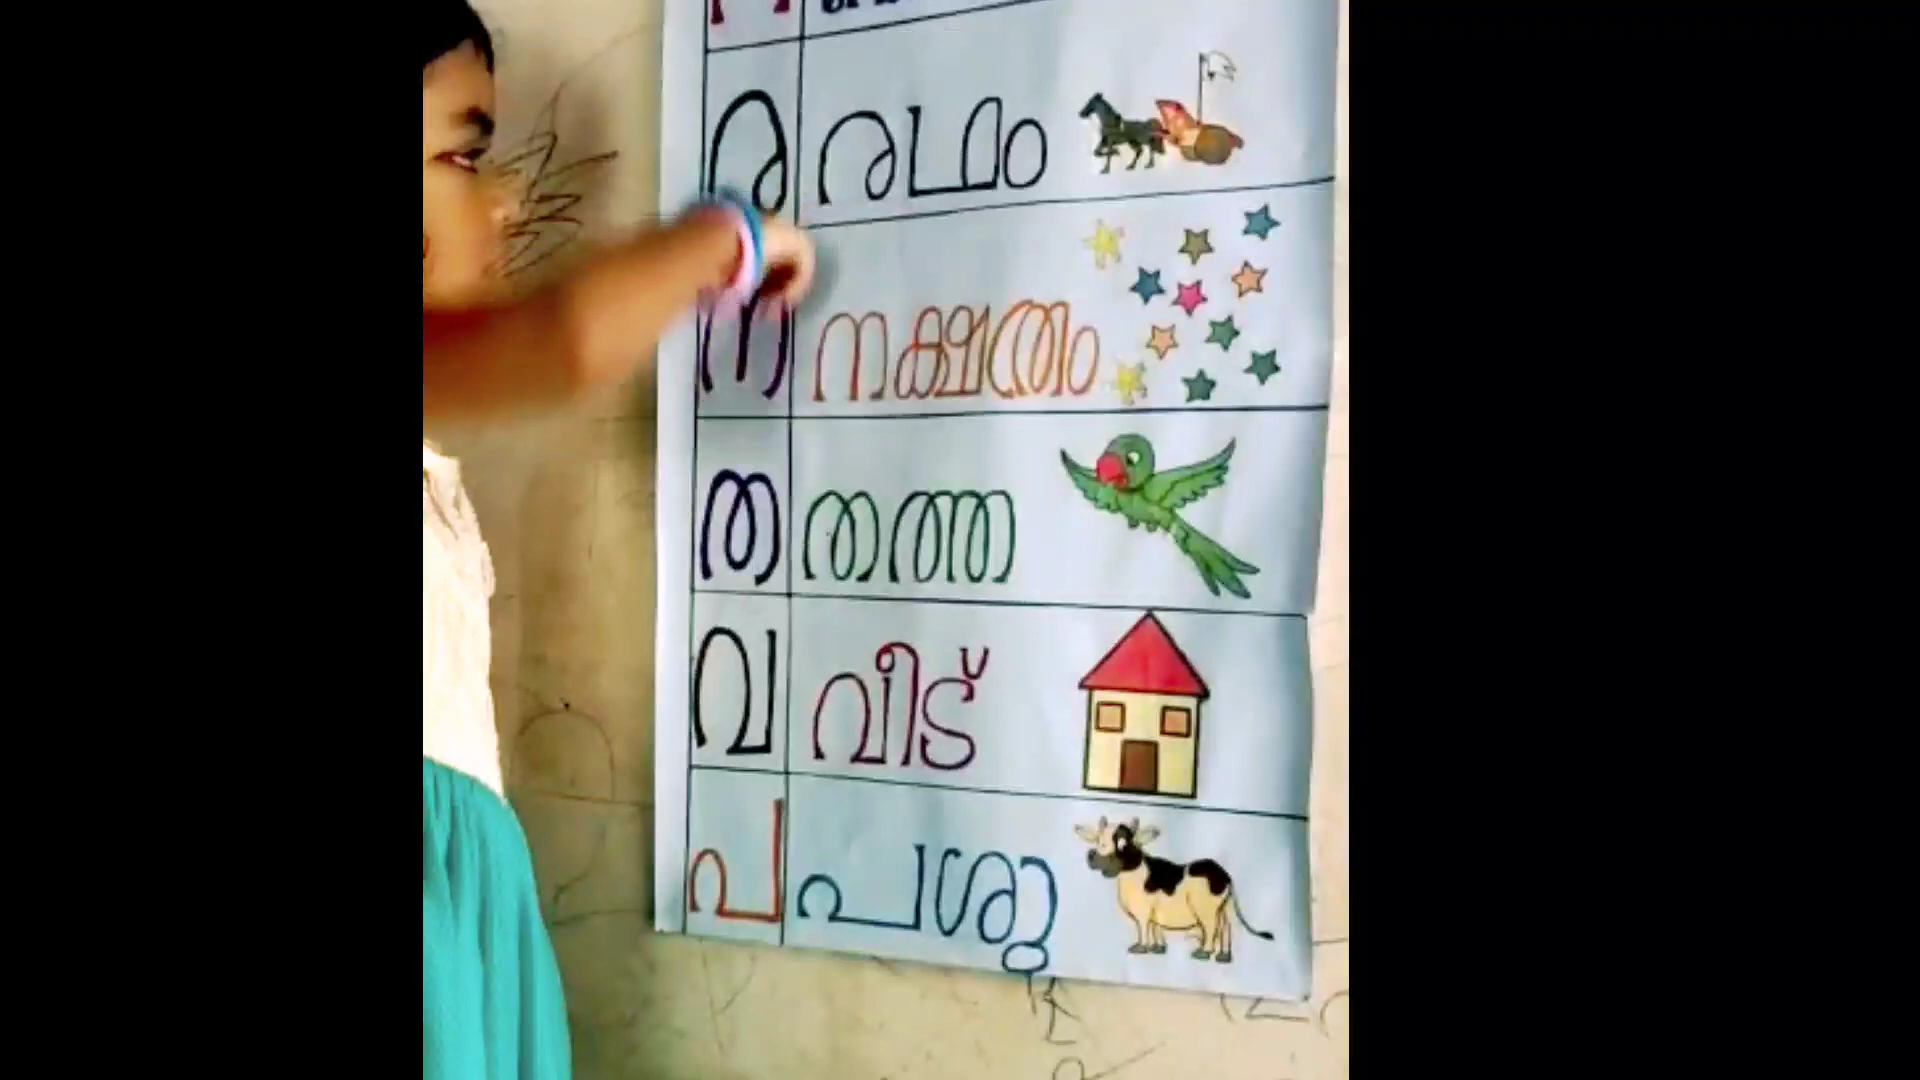 ര രഥം
ന നക്ഷത്രം
ത തത്ത
വ വീട്
പ പശു